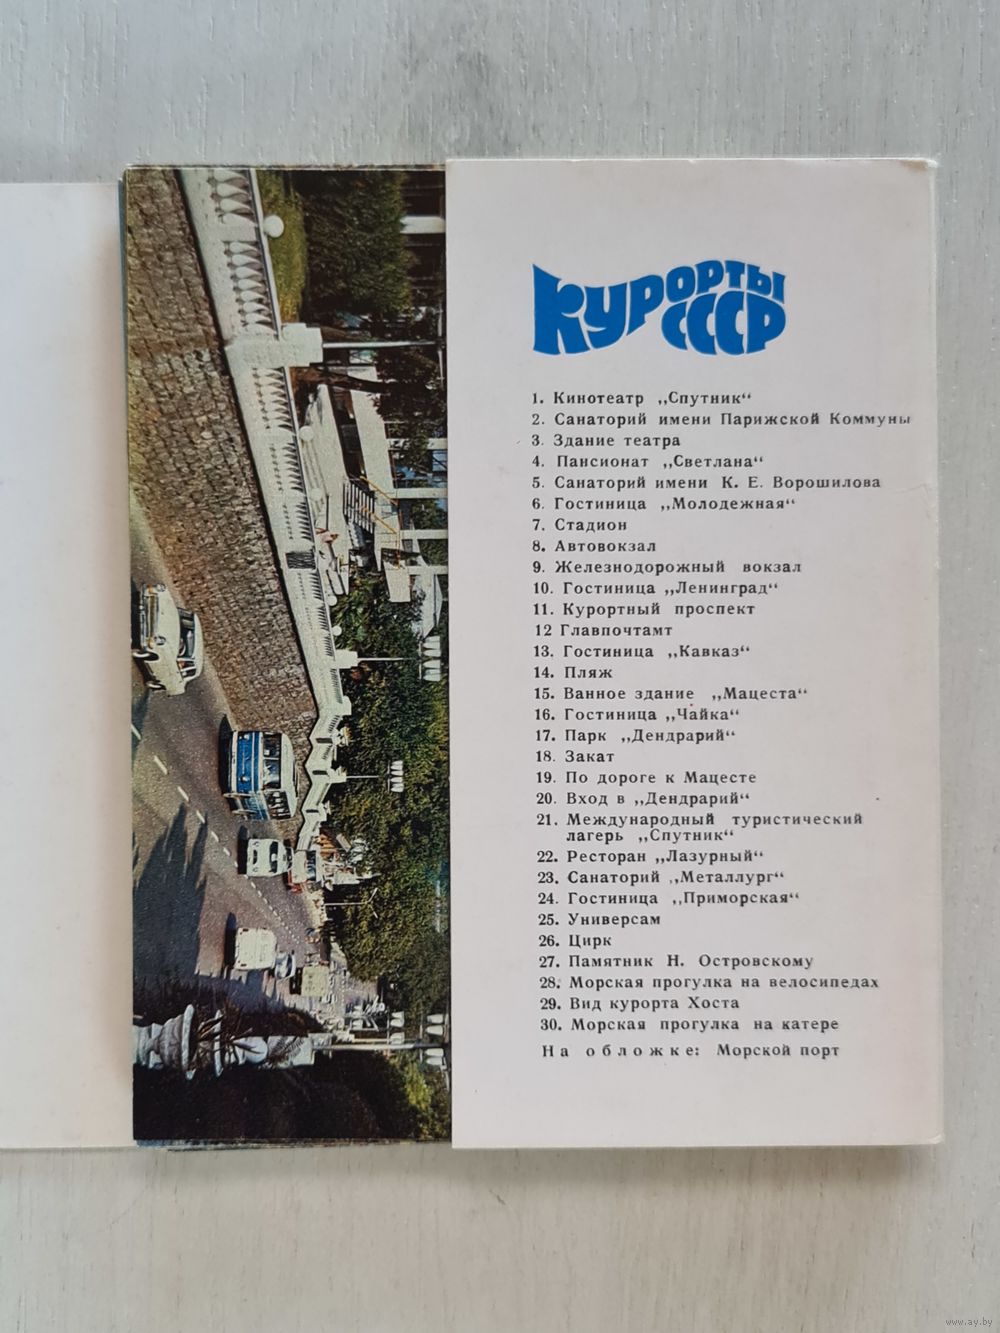 КУРОРТЫ
СССР
1. Кинотеатр „Спутник“
2. Санаторий имени Парижской Коммуны
3. Здание театра
4. Пансионат „Светлана“
5. Санаторий имени К. Е. Ворошилова
6. Гостиница „Молодежная“
7. Стадион
8. Автовокзал
9. Железнодорожный вокзал
10. Гостиница „Ленинград“
11. Курортный проспект
12 Главпочтамт
13. Гостиница „Кавказ“
14. Пляж
15. Ванное здание „Мацеста“
16. Гостиница „Чайка“
17. Парк „Дендрарий“
18. Закат
19. По дороге к Мацесте
20. Вход в „Дендрарий“
21. Международный туристический
лагерь „Спутник“
22. Ресторан „Лазурный“
23. Санаторий „Металлург“
24. Гостиница „Приморская“
25. Универсам
26. Цирк
27. Памятник Н. Островскому
28. Морская прогулка на велосипедах
29. Вид курорта Хоста
30. Морская прогулка на катере
На обложке: Морской порт
www.ay.by